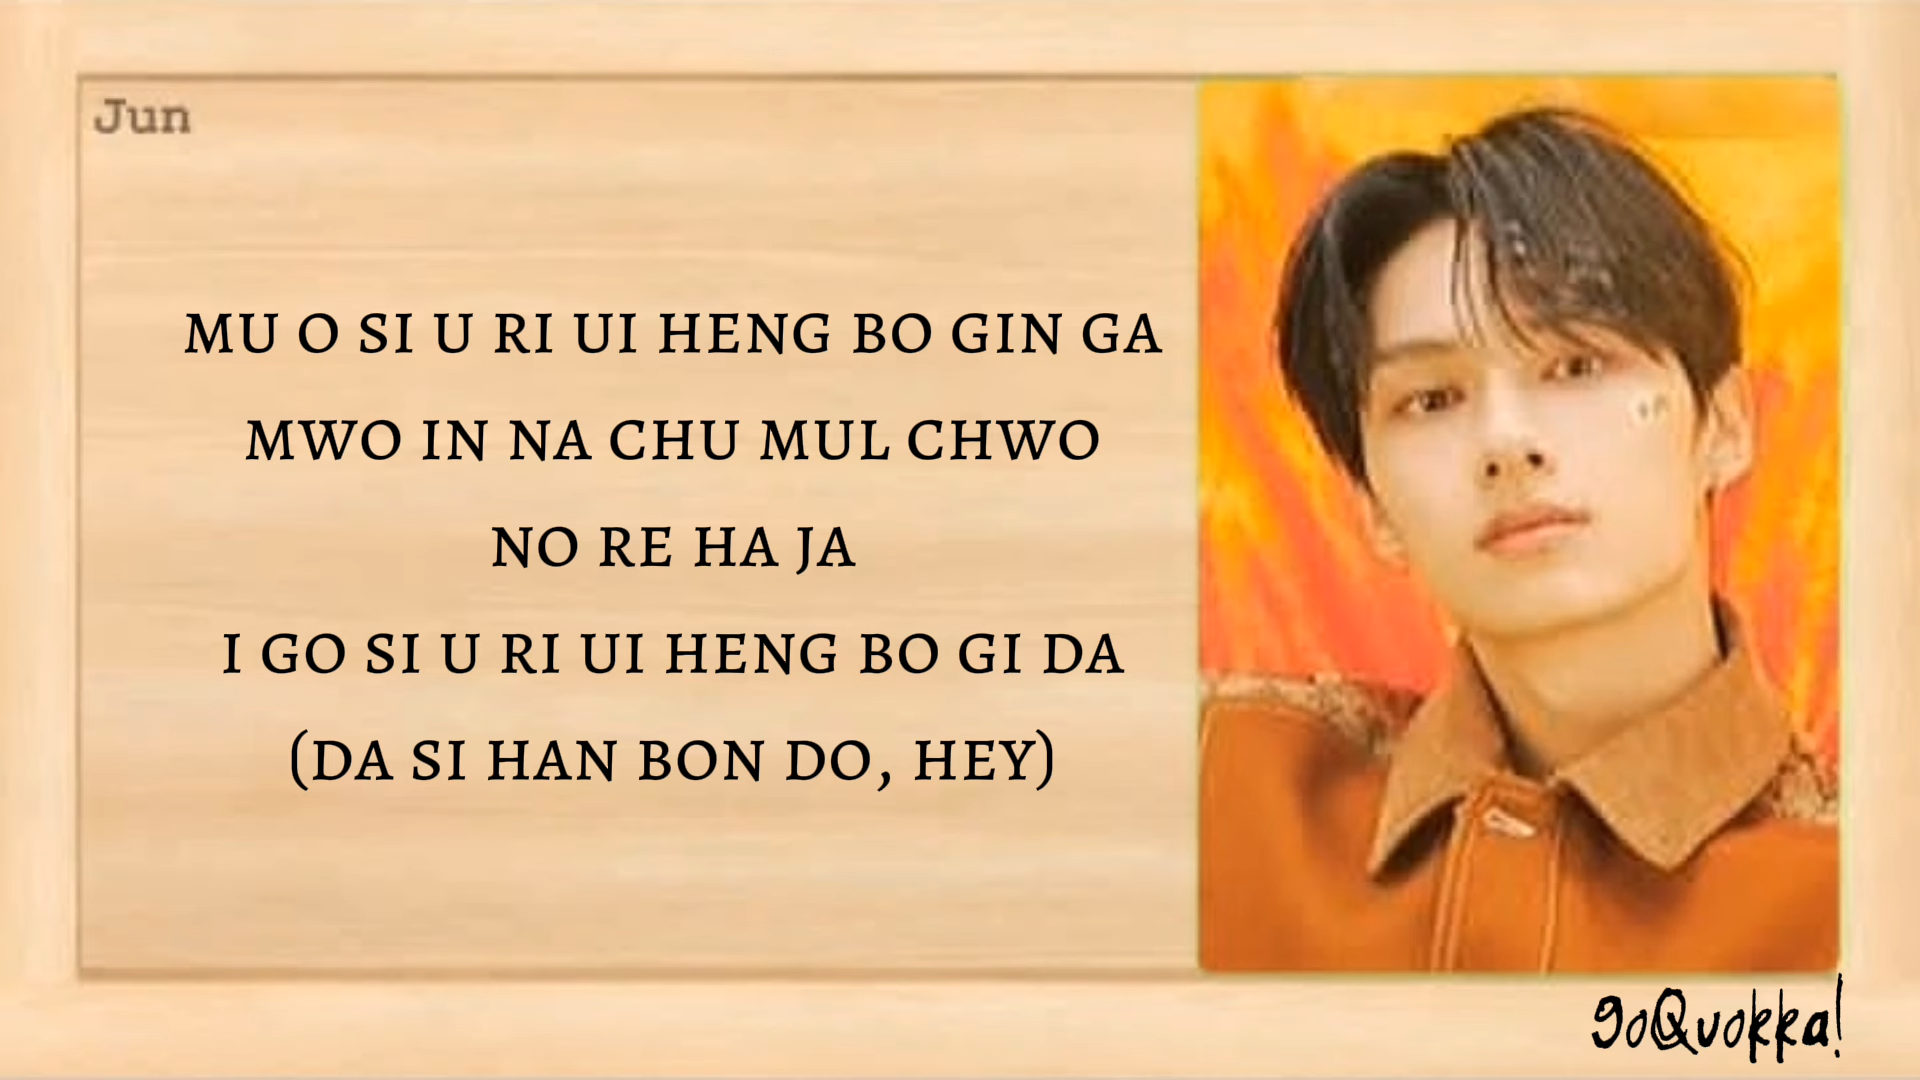 Jun
MU O SI U RI UI HENG BO GIN GA
MWO IN NA CHU MUL CHWO
NO RE HA JA
I GO SI U RI UI HENG BO GI DA
(DA SI HAN BON DO, HEY)
goQuokka!